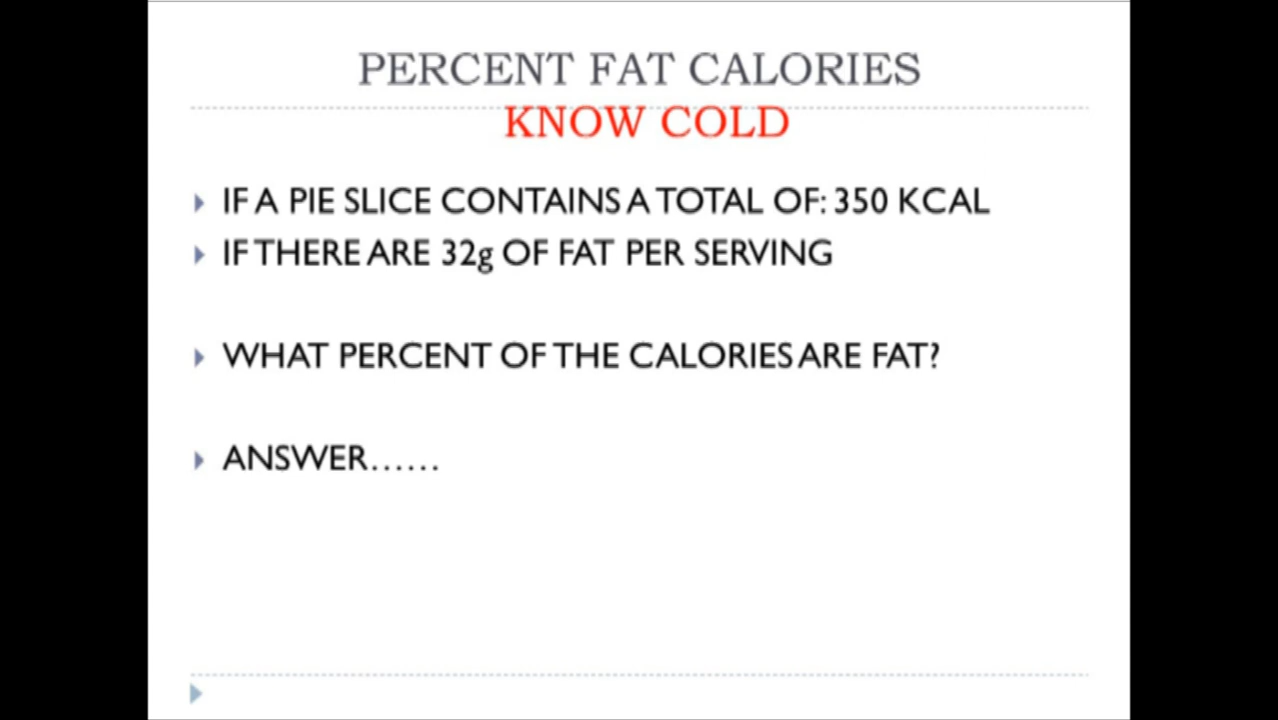 PERCENT FAT CALORIES
KNOW COLD
IF A PIE SLICE CONTAINS A TOTAL OF: 350 KCAL
IF THERE ARE 32g OF FAT PER SERVING
WHAT PERCENT OF THE CALORIES ARE FAT?
ANSWER......